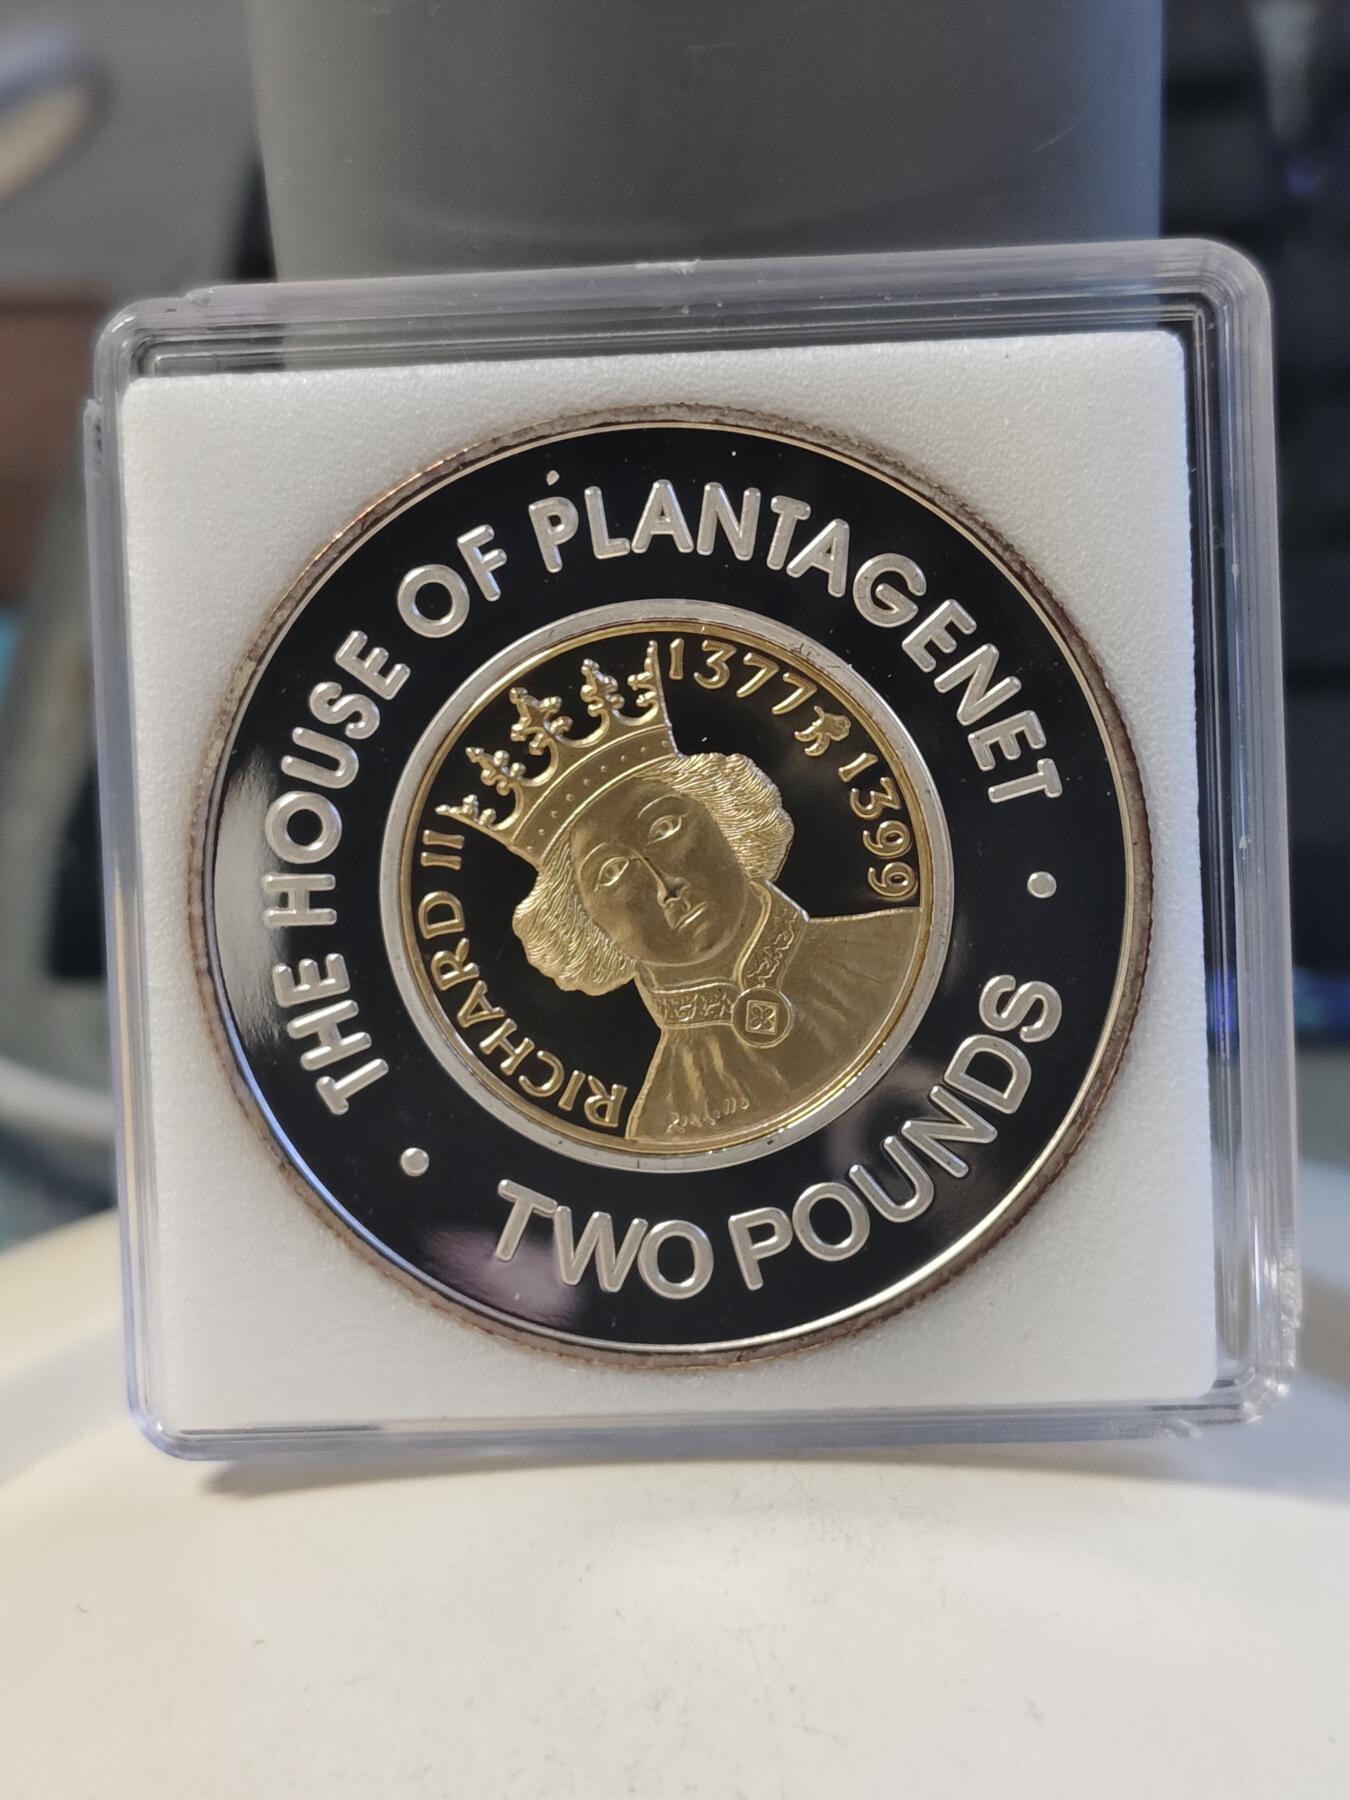 THE HOUSE OF PLANTAGENET
TWO POUNDS
RICHARD II
1377 1399